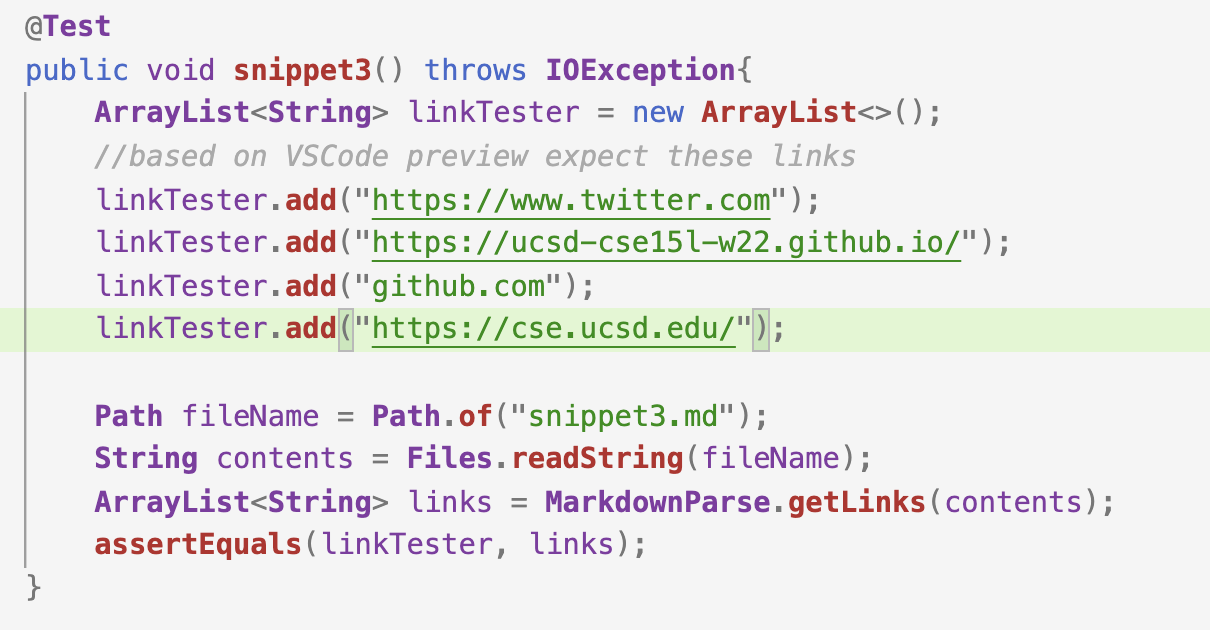 @Test
public void snippet3() throws IOException{
ArrayList<String> linkTester = new ArrayList<>();
//based on VSCode preview expect these links
linkTester.add("https://www.twitter.com");
linkTester.add("https://ucsd-cse15l-w22.github.io/");
linkTester.add("github.com");
linkTester.add("https://cse.ucsd.edu/");
Path fileName = Path.of("snippet3.md");
String contents = Files.readString(fileName);
ArrayList<String> links = MarkdownParse.getLinks(contents);
assertEquals(linkTester, links);
}